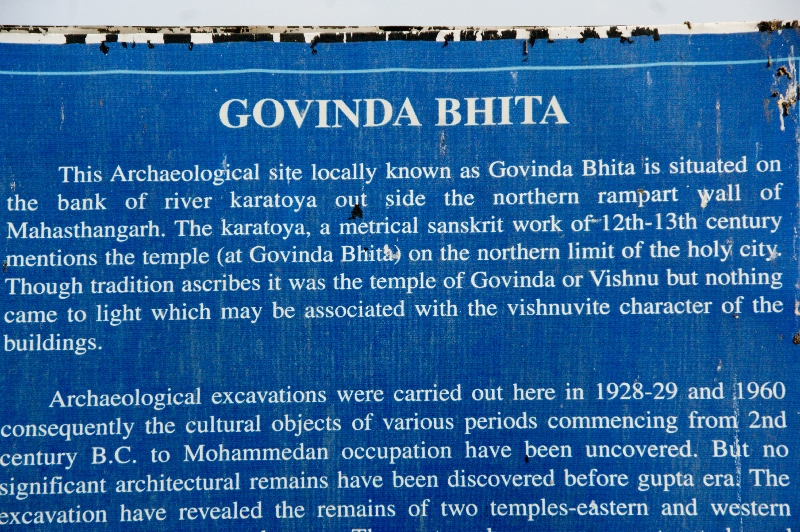 GOVINDA BHITA
This Archaeological site locally known as Govinda Bhita is situated on
the bank of river karatoya out side the northern rampart wall of
Mahasthangarh. The karatoya, a metrical sanskrit work of 12th-13th century
mentions the temple (at Govinda Bhita) on the northern limit of the holy city.
Though tradition ascribes it was the temple of Govinda or Vishnu but nothing
came to light which may be associated with the vishnuvite character of the
buildings.
Archaeological excavations were carried out here in 1928-29 and 1960
consequently the cultural objects of various periods commencing from 2nd
century B.C. to Mohammedan occupation have been uncovered. But no
significant architectural remains have been discovered before gupta era. The
excavation have revealed the remains of two temples-eastern and western